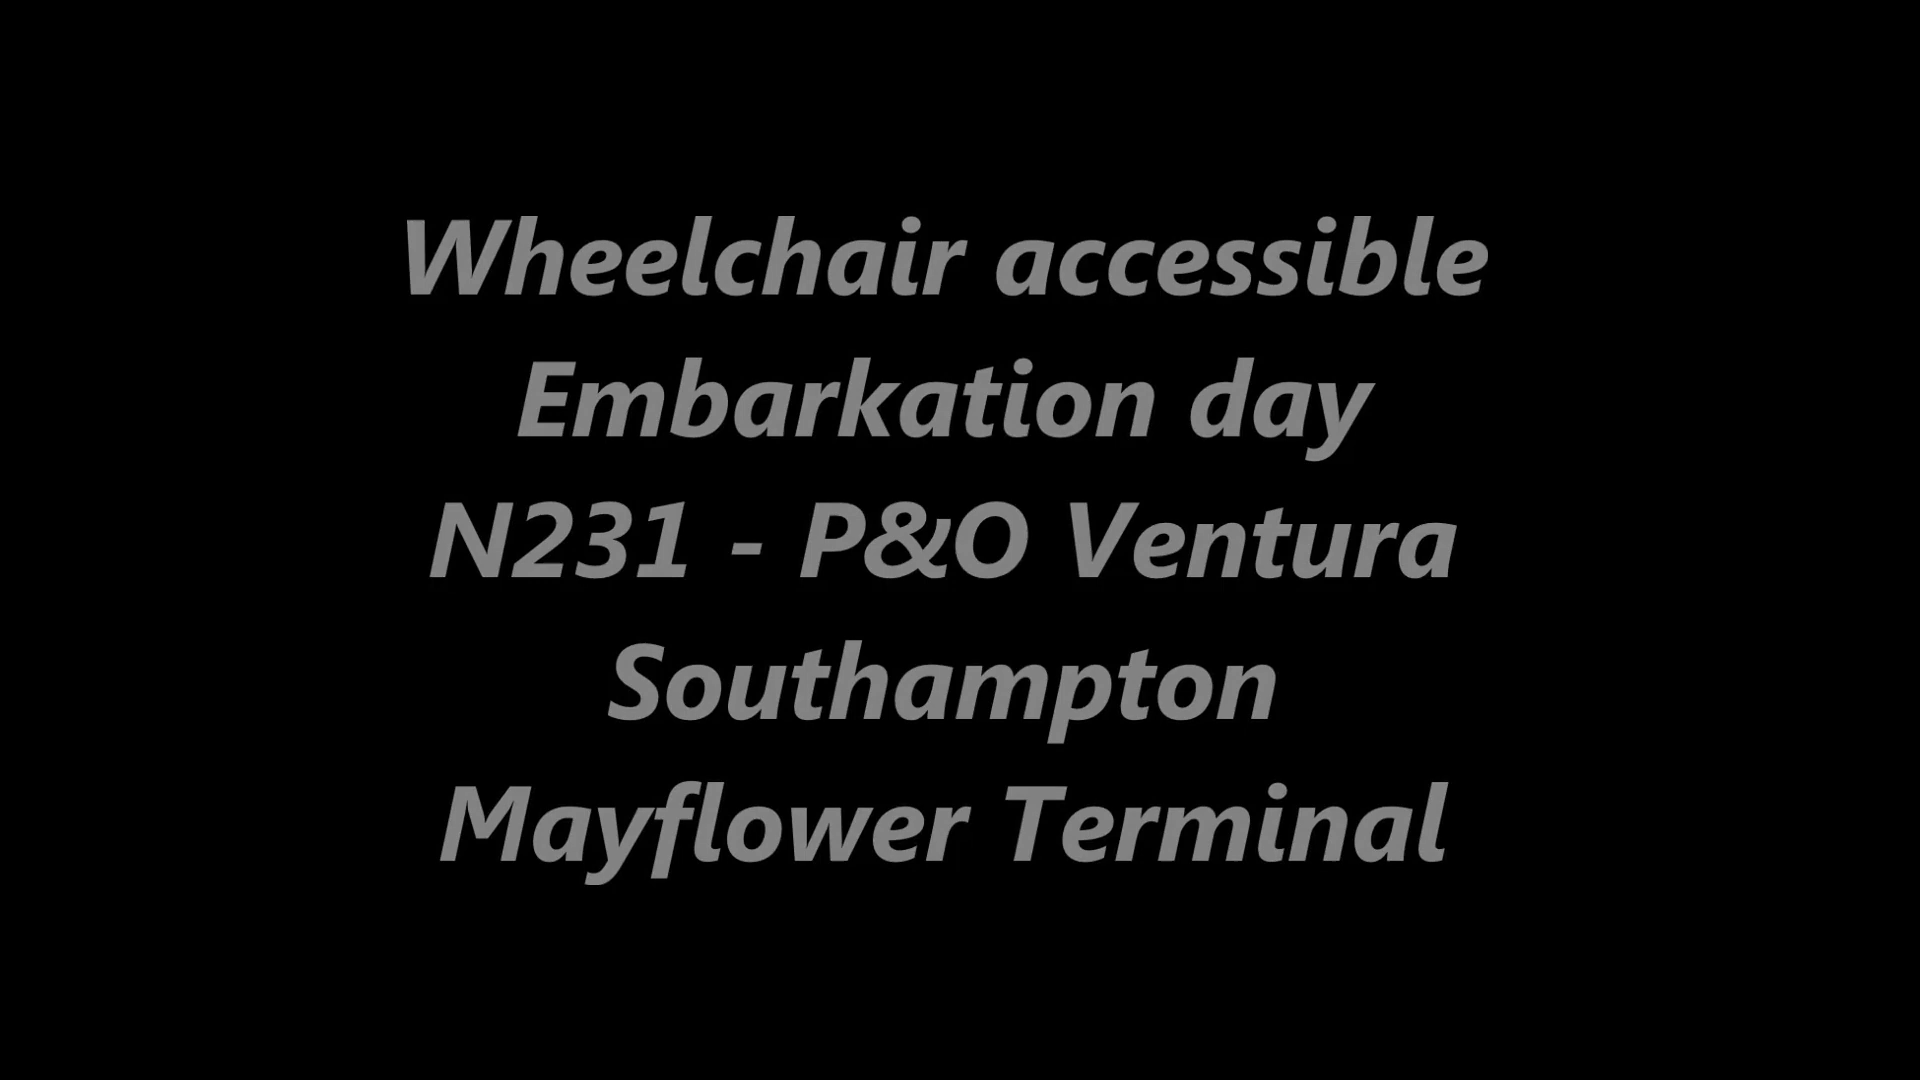 Wheelchair accessible
Embarkation day
N231 - P&O Ventura
Southampton
Mayflower Terminal